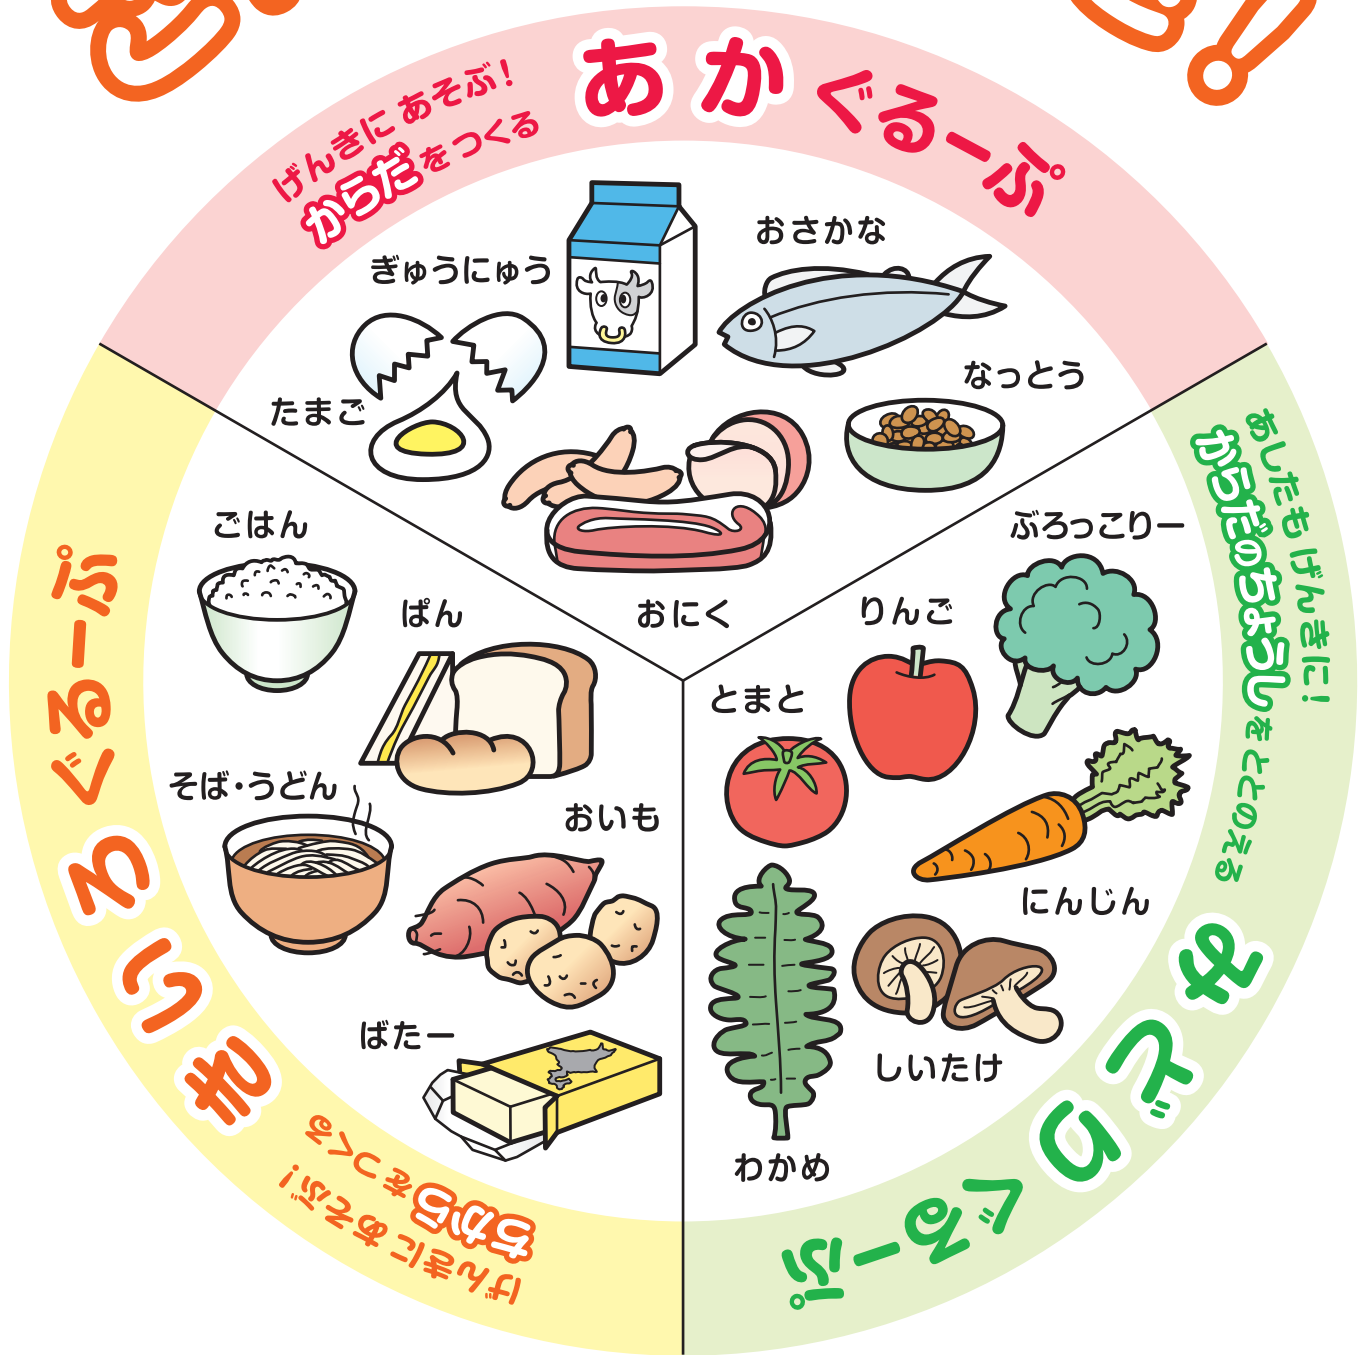 げんきに あそぶ!
からだをつくる
あかぐるーぷ
ぎゅうにゅう
おさかな
たまご
なっとう
おにく
あしたも げんきに!
からだのちょうしを ととのえる
みどりぐるーぷ
ぶろっこりー
りんご
とまと
にんじん
しいたけ
わかめ
げんきに あそぶ!
ちからをつくる
きいろぐるーぷ
ごはん
ぱん
そば・うどん
おいも
ばたー